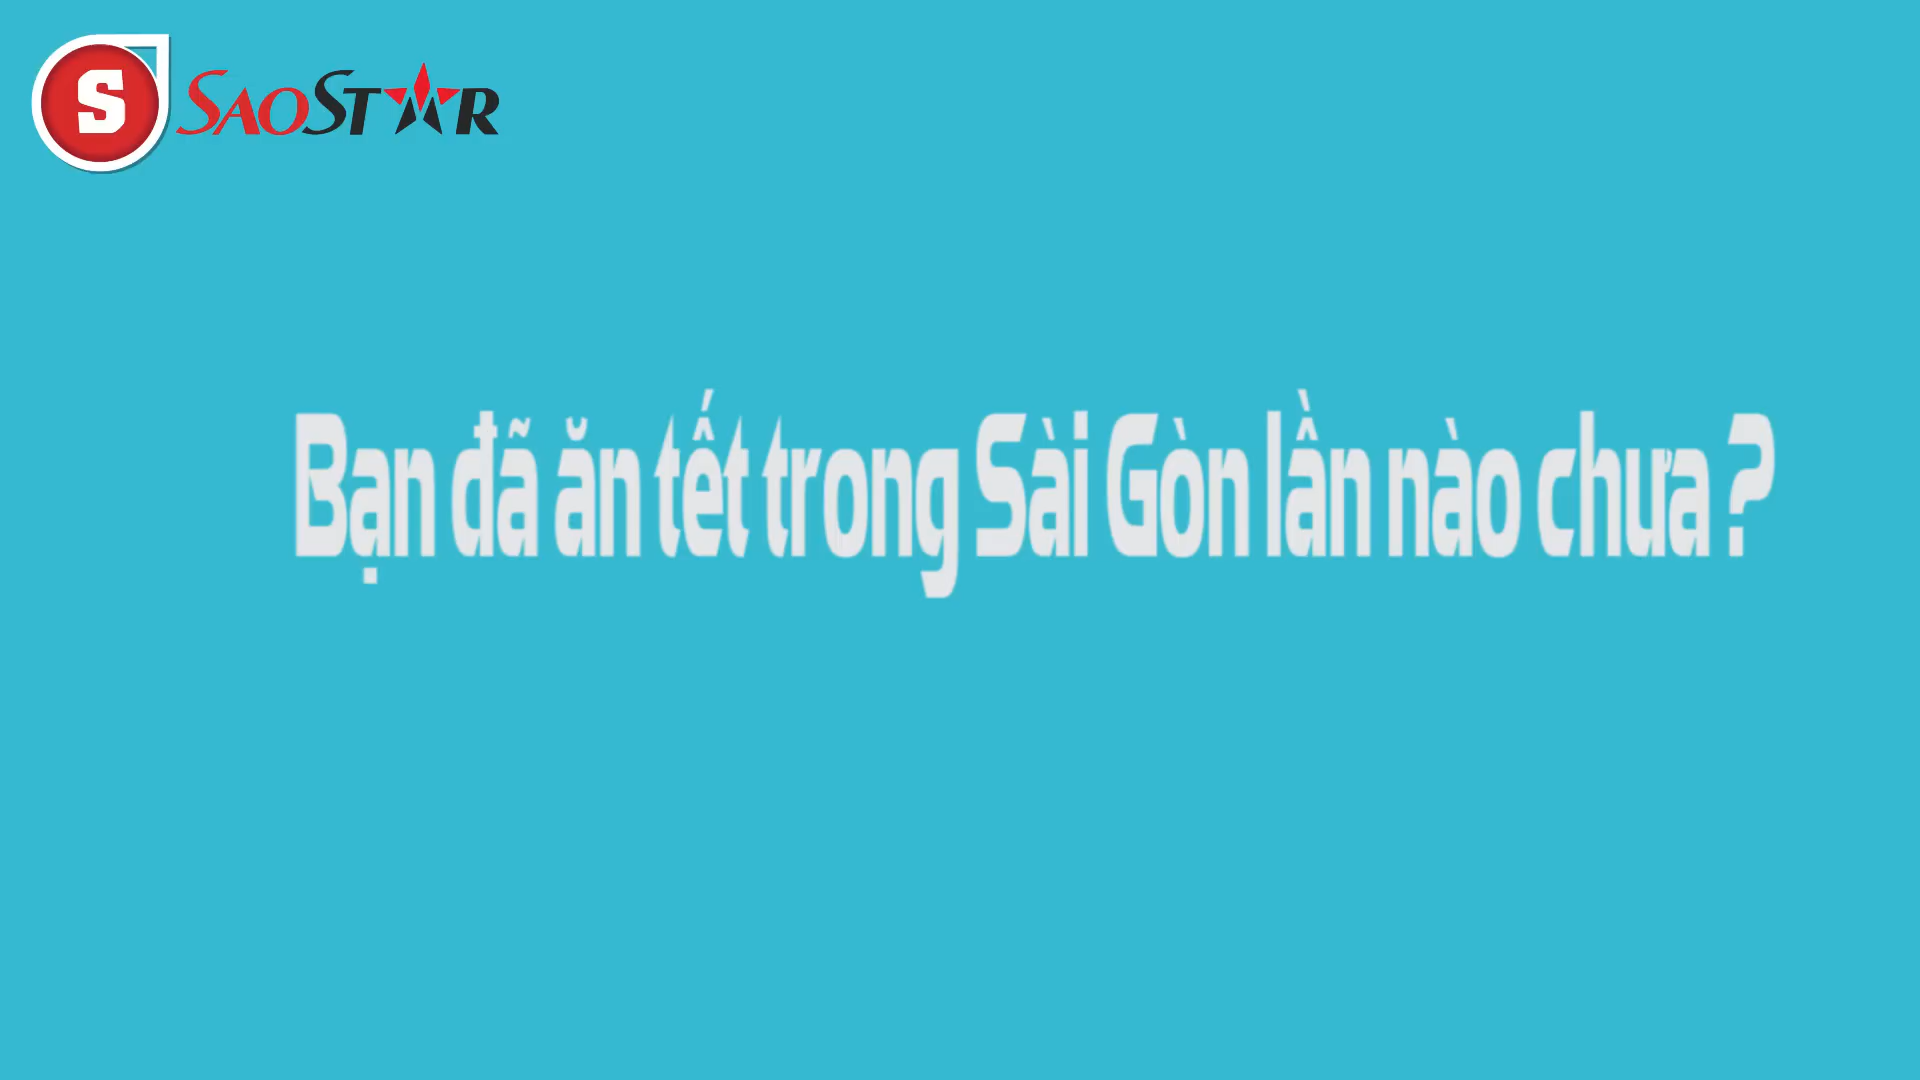 S SAOSTAR
Bạn đã ăn tết trong Sài Gòn lần nào chưa ?